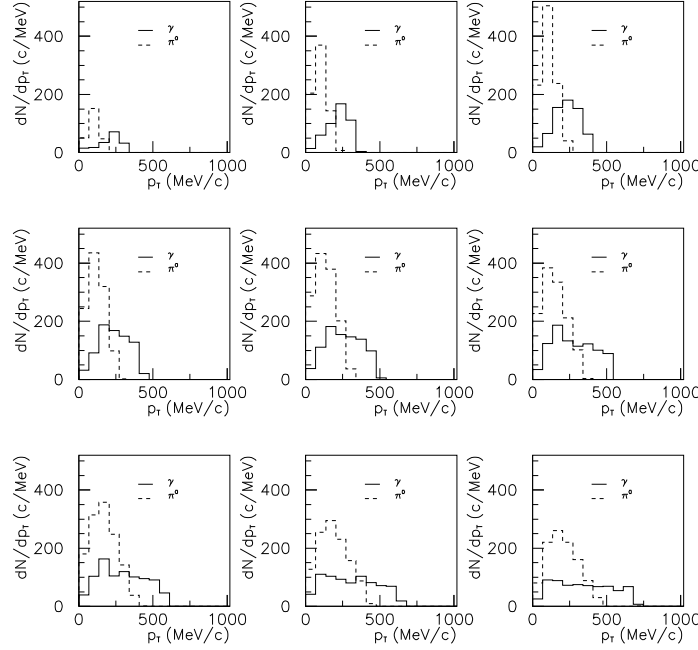 dN/dp_T (c/MeV)
400
200
0
γ
π⁰
0 500 1000
p_T (MeV/c)
dN/dp_T (c/MeV)
400
200
0
γ
π⁰
0 500 1000
p_T (MeV/c)
dN/dp_T (c/MeV)
400
200
0
γ
π⁰
0 500 1000
p_T (MeV/c)
dN/dp_T (c/MeV)
400
200
0
γ
π⁰
0 500 1000
p_T (MeV/c)
dN/dp_T (c/MeV)
400
200
0
γ
π⁰
0 500 1000
p_T (MeV/c)
dN/dp_T (c/MeV)
400
200
0
γ
π⁰
0 500 1000
p_T (MeV/c)
dN/dp_T (c/MeV)
400
200
0
γ
π⁰
0 500 1000
p_T (MeV/c)
dN/dp_T (c/MeV)
400
200
0
γ
π⁰
0 500 1000
p_T (MeV/c)
dN/dp_T (c/MeV)
400
200
0
γ
π⁰
0 500 1000
p_T (MeV/c)